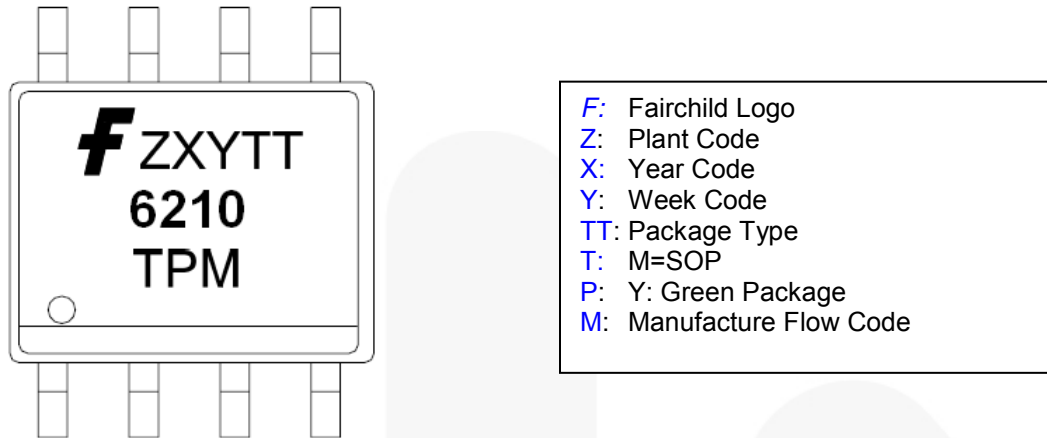 ZXYTT
6210
TPM
F: Fairchild Logo
Z: Plant Code
X: Year Code
Y: Week Code
TT: Package Type
T: M=SOP
P: Y: Green Package
M: Manufacture Flow Code